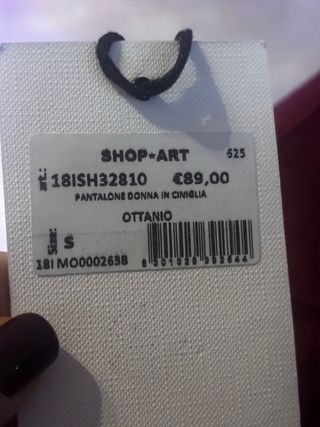 SHOP*ART 625
art.: 18ISH32810 €89,00
PANTALONE DONNA IN CINIGLIA
OTTANIO
Size: S
18I MO0002638